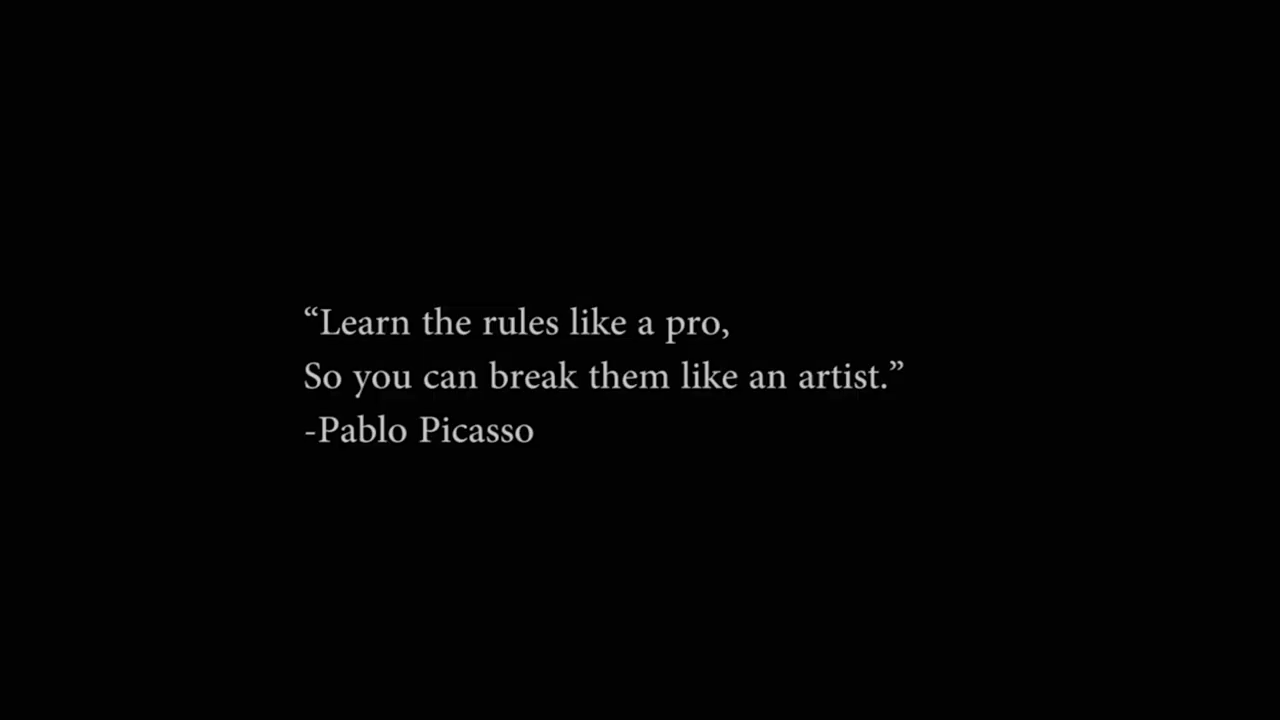 “Learn the rules like a pro,
So you can break them like an artist.”
-Pablo Picasso